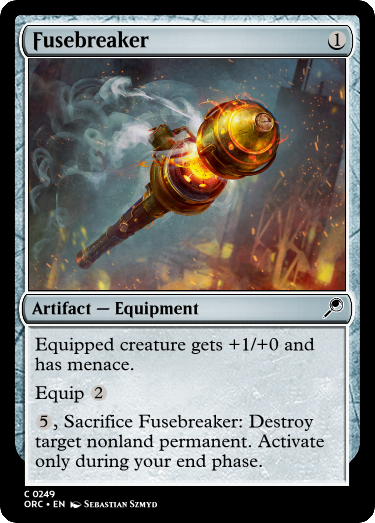 Fusebreaker 1
Artifact — Equipment
Equipped creature gets +1/+0 and
has menace.
Equip 2
5, Sacrifice Fusebreaker: Destroy
target nonland permanent. Activate
only during your end phase.
C 0249
ORC • EN Sebastian Szmyd